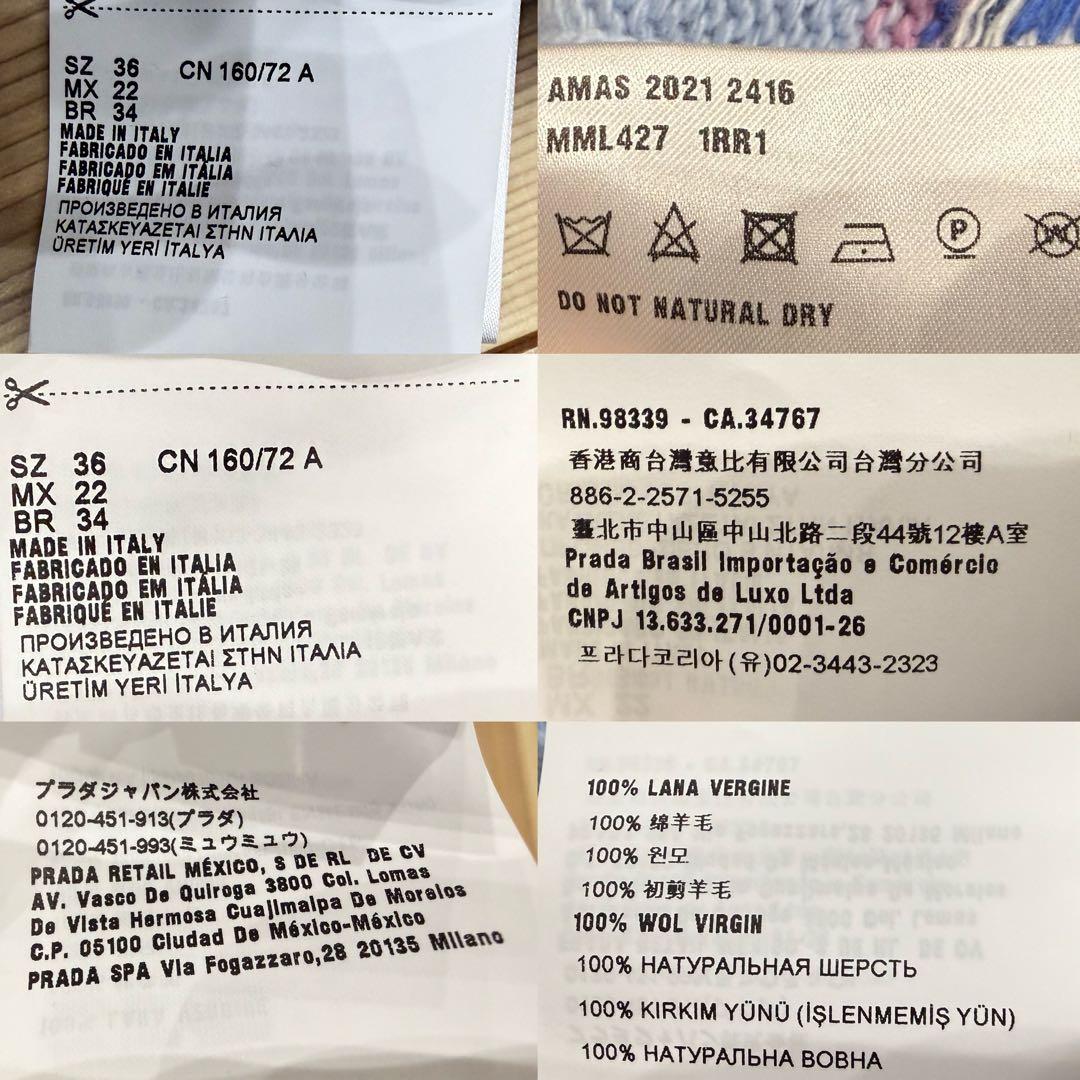 SZ 36 CN 160/72 A
MX 22
BR 34
MADE IN ITALY
FABRICADO EN ITALIA
FABRICADO EM ITÁLIA
FABRIQUÉ EN ITALIE
ПРОИЗВЕДЕНО В ИТАЛИЯ
ΚΑΤΑΣΚΕΥΑΖΕΤΑΙ ΣΤΗΝ ΙΤΑΛΙΑ
ÜRETİM YERİ İTALYA
AMAS 2021 2416
MML427 1RR1
P
W
DO NOT NATURAL DRY
SZ 36 CN 160/72 A
MX 22
BR 34
MADE IN ITALY
FABRICADO EN ITALIA
FABRICADO EM ITÁLIA
FABRIQUÉ EN ITALIE
ПРОИЗВЕДЕНО В ИТАЛИЯ
ΚΑΤΑΣΚΕΥΑΖΕΤΑΙ ΣΤΗΝ ΙΤΑΛΙΑ
ÜRETİM YERİ İTALYA
RN.98339 - CA.34767
香港商台灣意比有限公司台灣分公司
886-2-2571-5255
臺北市中山區中山北路二段44號12樓A室
Prada Brasil Importação e Comércio
de Artigos de Luxo Ltda
CNPJ 13.633.271/0001-26
프라다코리아(유)02-3443-2323
プラダジャパン株式会社
0120-451-913(プラダ)
0120-451-993(ミュウミュウ)
PRADA RETAIL MÉXICO, S DE RL DE CV
AV. Vasco De Quiroga 3800 Col. Lomas
De Vista Hermosa Cuajimalpa De Morelos
C.P. 05100 Ciudad De México-México
PRADA SPA Via Fogazzaro,28 20135 Milano
100% LANA VERGINE
100% 绵羊毛
100% 원모
100% 初剪羊毛
100% WOL VIRGIN
100% НАТУРАЛЬНАЯ ШЕРСТЬ
100% KIRKIM YÜNÜ (İŞLENMEMİŞ YÜN)
100% НАТУРАЛЬНА ВОВНА